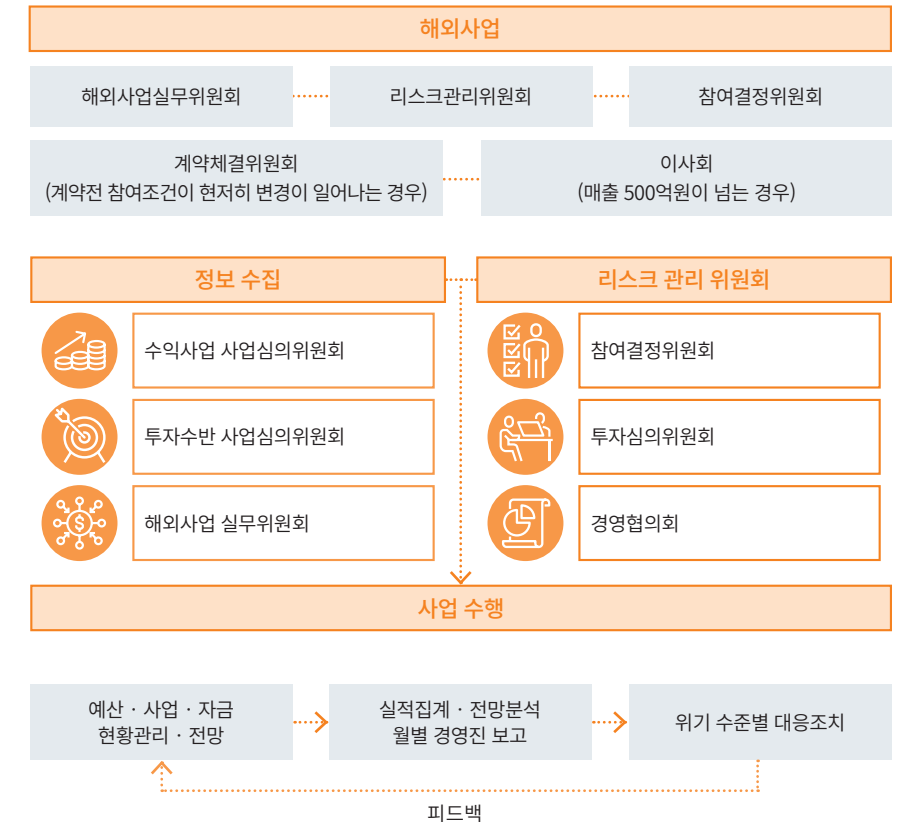 해외사업
해외사업실무위원회
리스크관리위원회
참여결정위원회
계약체결위원회
(계약전 참여조건이 현저히 변경이 일어나는 경우)
이사회
(매출 500억원이 넘는 경우)
정보 수집
수익사업 사업심의위원회
투자수반 사업심의위원회
$
해외사업 실무위원회
리스크 관리 위원회
참여결정위원회
투자심의위원회
경영협의회
사업 수행
예산 · 사업 · 자금
현황관리 · 전망
실적집계 · 전망분석
월별 경영진 보고
위기 수준별 대응조치
피드백